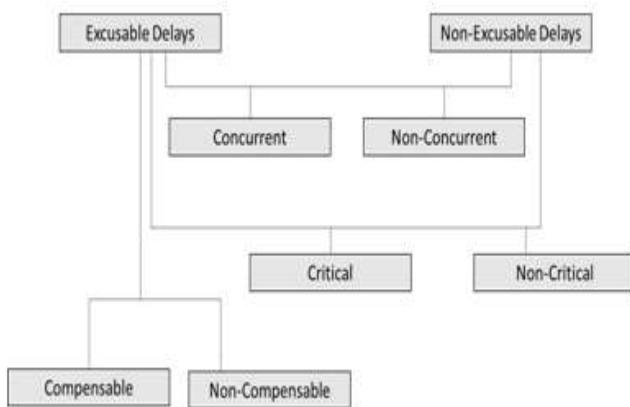 Excusable Delays
Non-Excusable Delays
Concurrent
Non-Concurrent
Critical
Non-Critical
Compensable
Non-Compensable